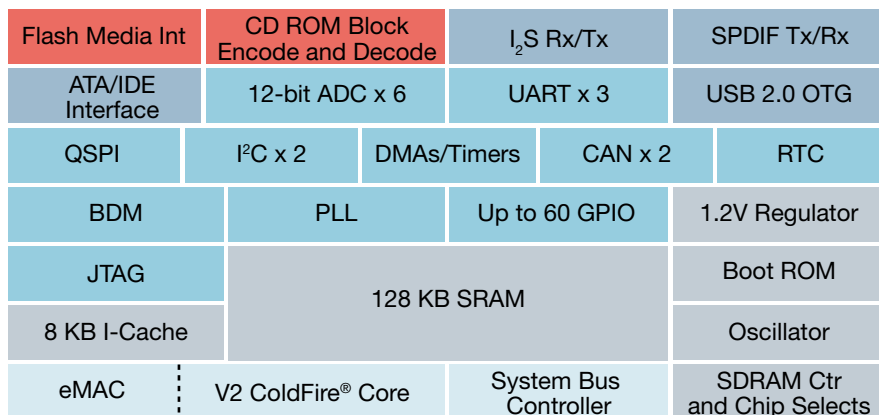 Flash Media Int
CD ROM Block
Encode and Decode
I₂S Rx/Tx
SPDIF Tx/Rx
ATA/IDE
Interface
12-bit ADC x 6
UART x 3
USB 2.0 OTG
QSPI
I²C x 2
DMAs/Timers
CAN x 2
RTC
BDM
PLL
Up to 60 GPIO
1.2V Regulator
JTAG
128 KB SRAM
Boot ROM
8 KB I-Cache
Oscillator
eMAC
V2 ColdFire® Core
System Bus
Controller
SDRAM Ctr
and Chip Selects